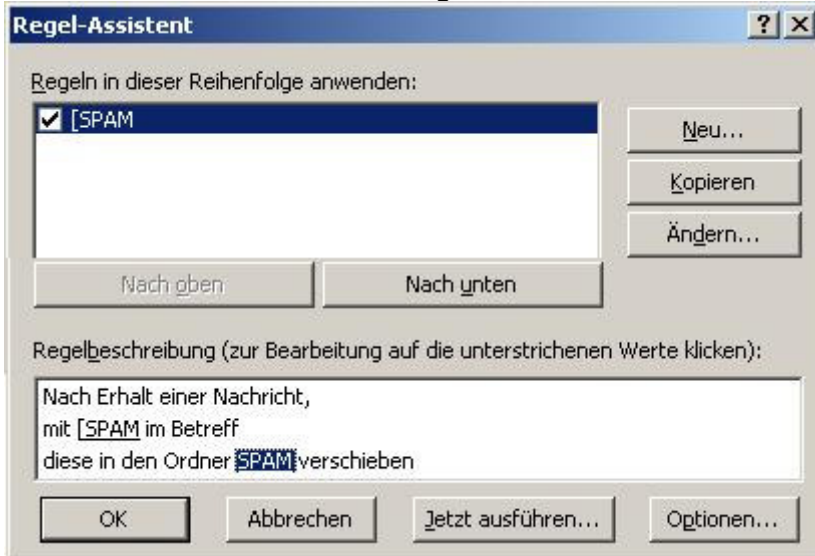 Regel-Assistent
Regeln in dieser Reihenfolge anwenden:
[SPAM
Neu...
Kopieren
Ändern...
Nach oben
Nach unten
Regelbeschreibung (zur Bearbeitung auf die unterstrichenen Werte klicken):
Nach Erhalt einer Nachricht,
mit [SPAM im Betreff
diese in den Ordner SPAM verschieben
OK
Abbrechen
Jetzt ausführen...
Optionen...